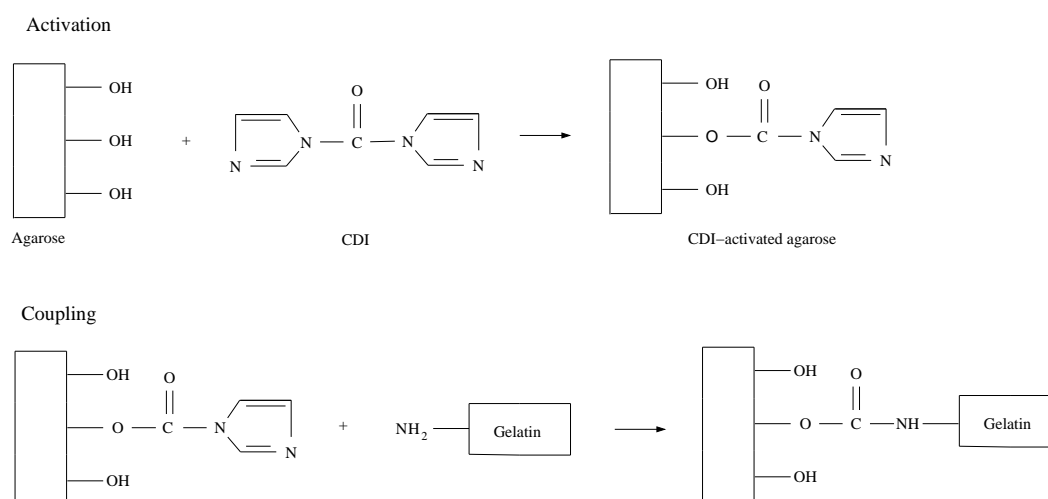 Activation
OH
OH
OH
Agarose
+
O
N N C N N
CDI
OH
O
O C N
N
OH
CDI–activated agarose
Coupling
OH
O
O C N
N
OH
+
NH2
Gelatin
OH
O
O C NH
Gelatin
OH